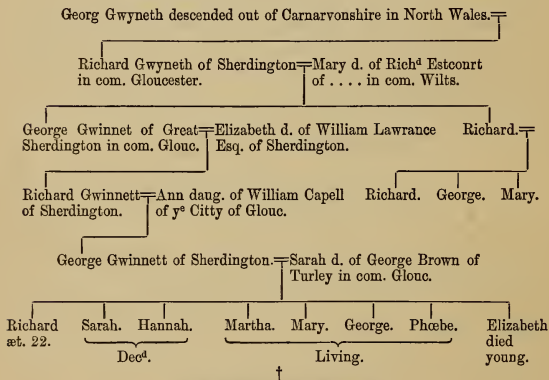 Georg Gwyneth descended out of Carnarvonshire in North Wales.
Richard Gwyneth of Sherdington Mary d. of Richᵈ Estcourt
in com. Gloucester. of . . . . in com. Wilts.
George Gwinnet of Great Elizabeth d. of William Lawrance Richard.
Sherdington in com. Glouc. Esq. of Sherdington.
Richard Gwinnett Ann daug. of William Capell Richard. George. Mary.
of Sherdington. of yᵉ Citty of Glouc.
George Gwinnett of Sherdington. Sarah d. of George Brown of
Turley in com. Glouc.
Richard Sarah. Hannah. Martha. Mary. George. Phœbe. Elizabeth
æt. 22. died
Decᵈ. Living. young.
†